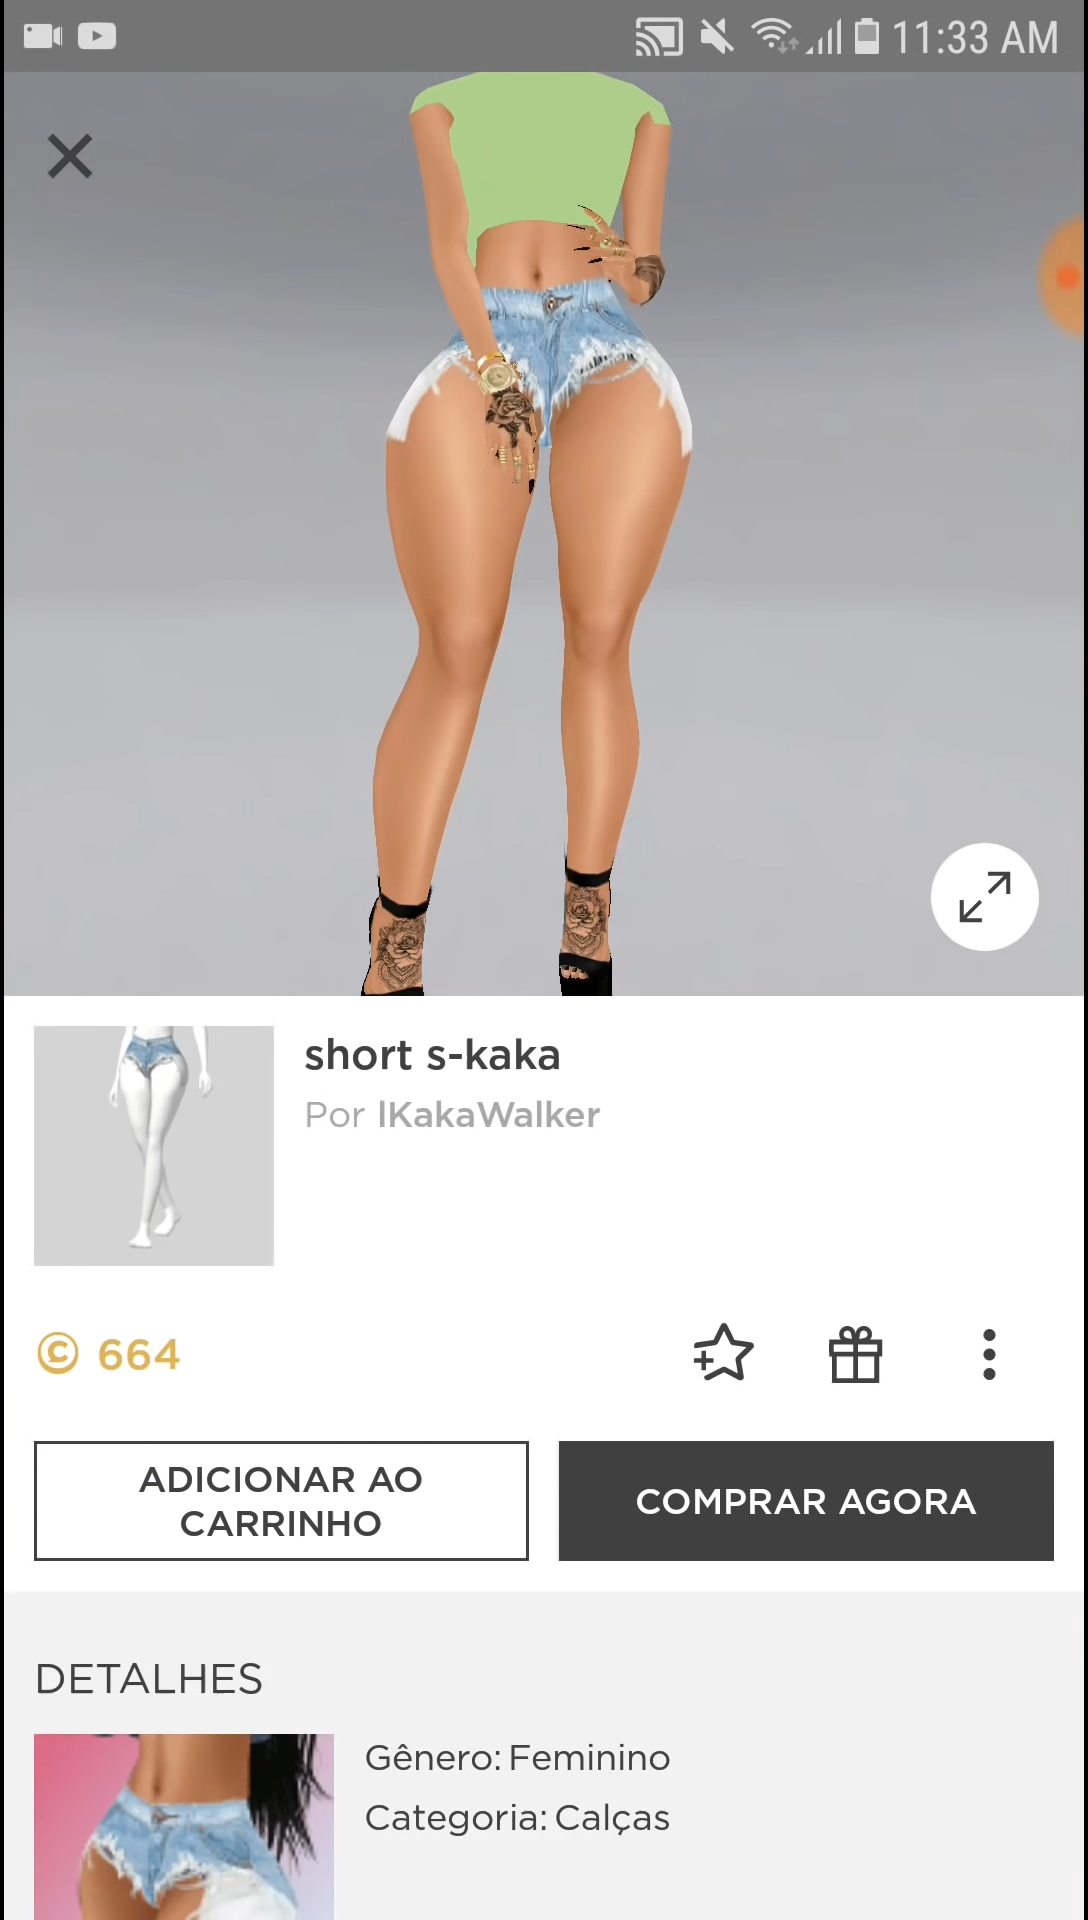 11:33 AM
short s-kaka
Por lKakaWalker
© 664
ADICIONAR AO
CARRINHO
COMPRAR AGORA
DETALHES
Gênero: Feminino
Categoria: Calças